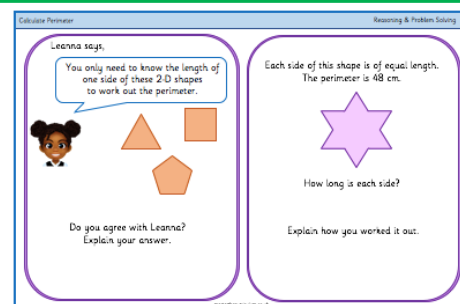 Calculate Perimeter
Reasoning & Problem Solving
Leanna says,
You only need to know the length of
one side of these 2-D shapes
to work out the perimeter.
Do you agree with Leanna?
Explain your answer.
Each side of this shape is of equal length.
The perimeter is 48 cm.
How long is each side?
Explain how you worked it out.